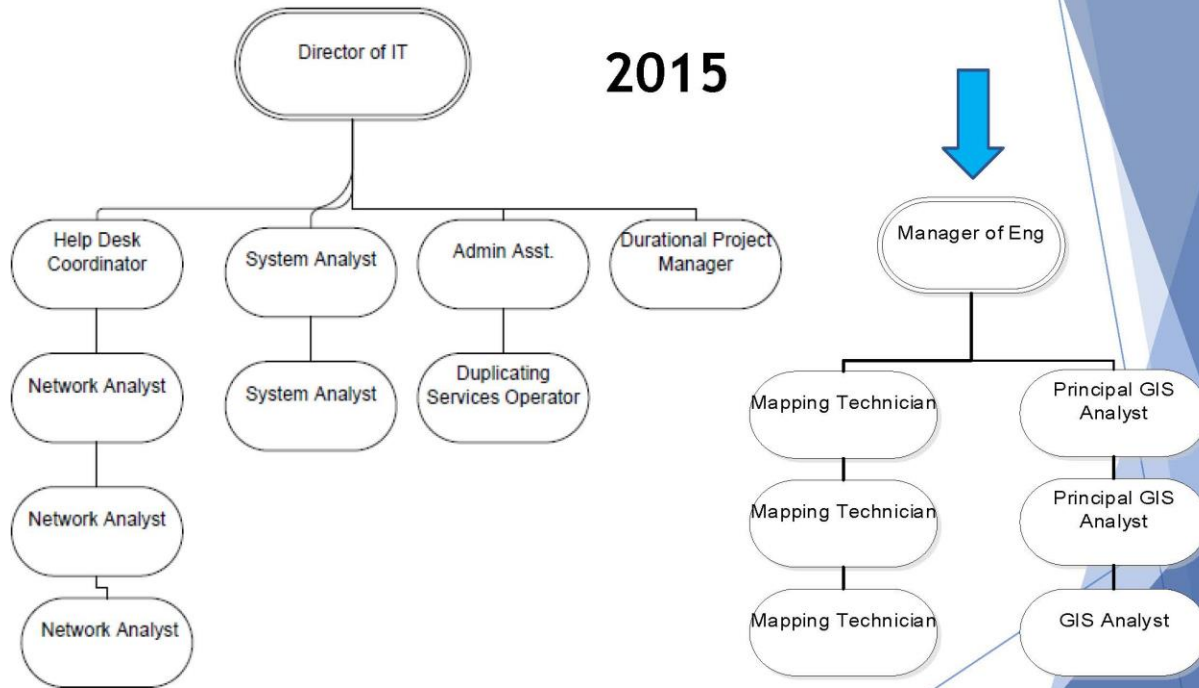 Director of IT
2015
Help Desk
Coordinator
System Analyst
Admin Asst.
Durational Project
Manager
Network Analyst
System Analyst
Duplicating
Services Operator
Network Analyst
Network Analyst
Manager of Eng
Mapping Technician
Principal GIS
Analyst
Mapping Technician
Principal GIS
Analyst
Mapping Technician
GIS Analyst